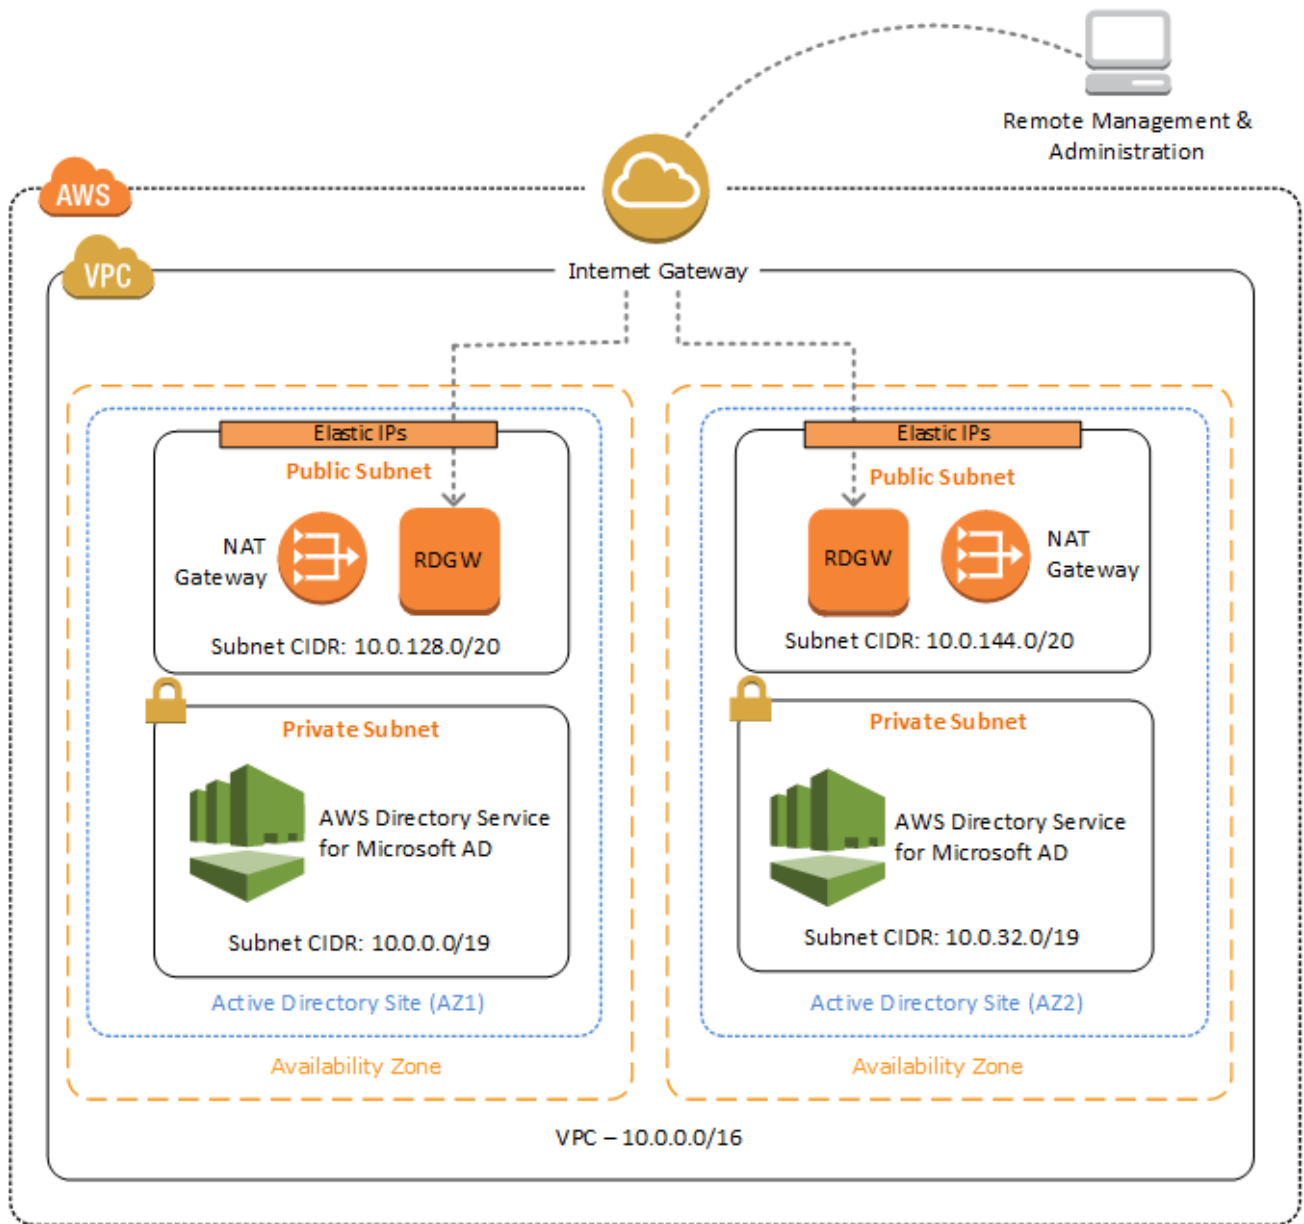 Remote Management &
Administration
AWS
VPC
Internet Gateway
Elastic IPs
Public Subnet
NAT
Gateway
RDGW
Subnet CIDR: 10.0.128.0/20
Private Subnet
AWS Directory Service
for Microsoft AD
Subnet CIDR: 10.0.0.0/19
Active Directory Site (AZ1)
Availability Zone
Elastic IPs
Public Subnet
RDGW
NAT
Gateway
Subnet CIDR: 10.0.144.0/20
Private Subnet
AWS Directory Service
for Microsoft AD
Subnet CIDR: 10.0.32.0/19
Active Directory Site (AZ2)
Availability Zone
VPC – 10.0.0.0/16